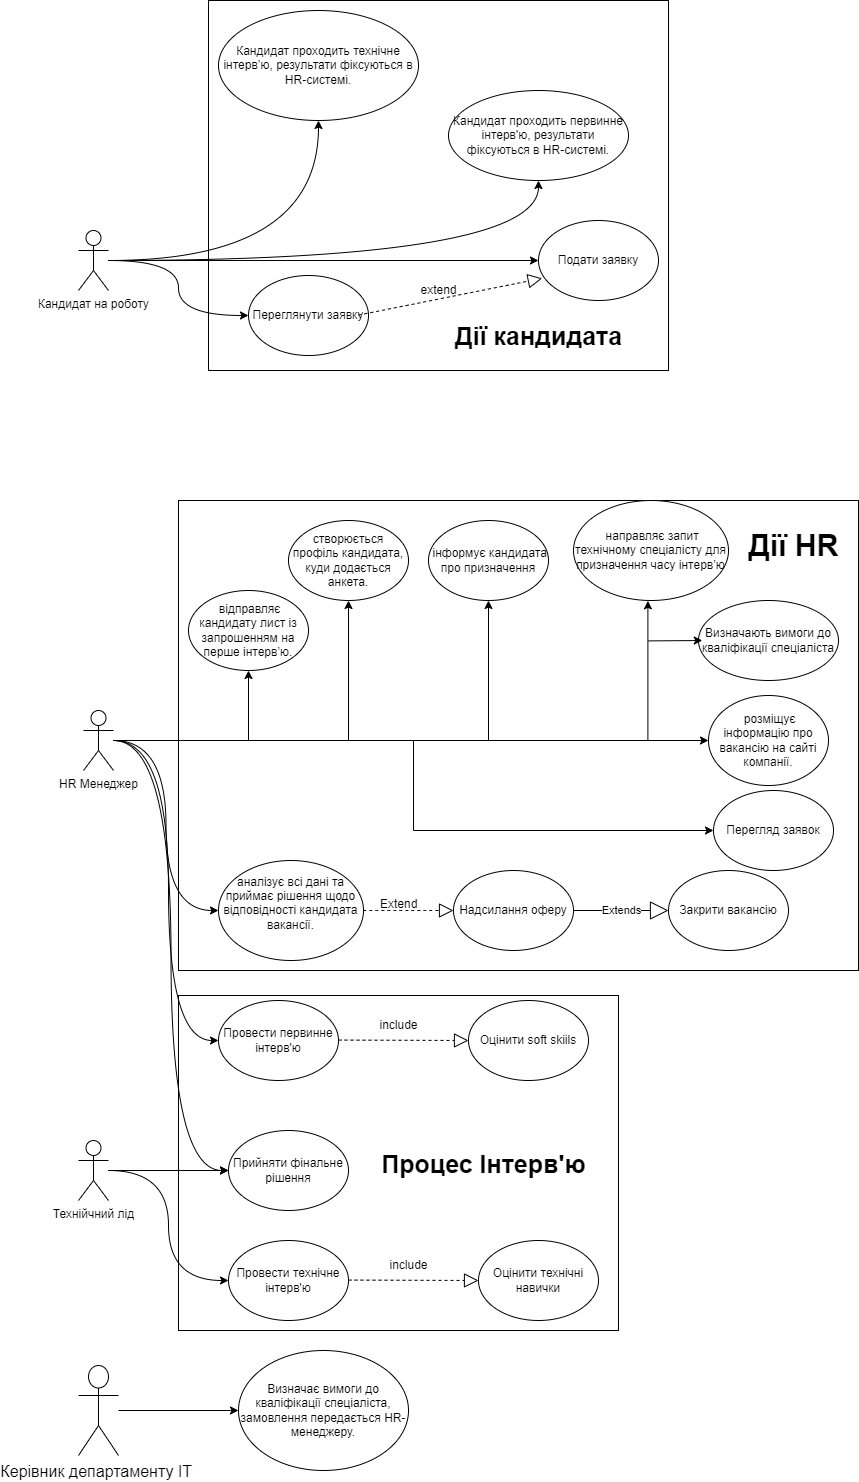 Кандидат проходить технічне
інтерв'ю, результати фіксуються в
HR-системі.
Кандидат проходить первинне
інтерв'ю, результати
фіксуються в HR-системі.
Подати заявку
Кандидат на роботу
extend
Переглянути заявку
Дії кандидата
створюється
профіль кандидата,
куди додається
анкета.
інформує кандидата
про призначення
направляє запит
технічному спеціалісту для
призначення часу інтерв'ю
Дії HR
відправляє
кандидату лист із
запрошенням на
перше інтерв'ю.
Визначають вимоги до
кваліфікації спеціаліста
розміщує
інформацію про
вакансію на сайті
компанії.
HR Менеджер
Перегляд заявок
аналізує всі дані та
приймає рішення щодо
відповідності кандидата
вакансії.
Extend
Надсилання оферу
Extends
Закрити вакансію
Провести первинне
інтерв'ю
include
Оцінити soft skiils
Прийняти фінальне
рішення
Процес Інтерв'ю
Технійчний лід
Провести технічне
інтерв'ю
include
Оцінити технічні
навички
Визначає вимоги до
кваліфікації спеціаліста,
замовлення передається HR-
менеджеру.
Керівник департаменту ІТ